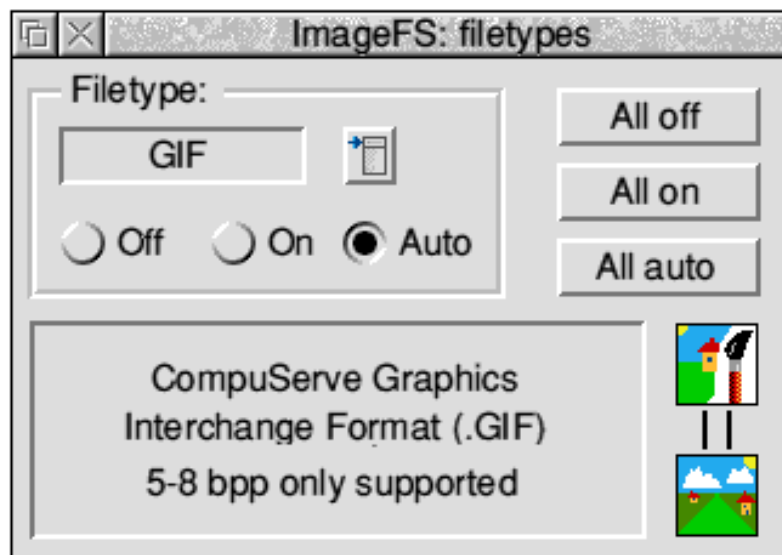 ImageFS: filetypes
Filetype:
GIF
Off On Auto
All off
All on
All auto
CompuServe Graphics
Interchange Format (.GIF)
5-8 bpp only supported